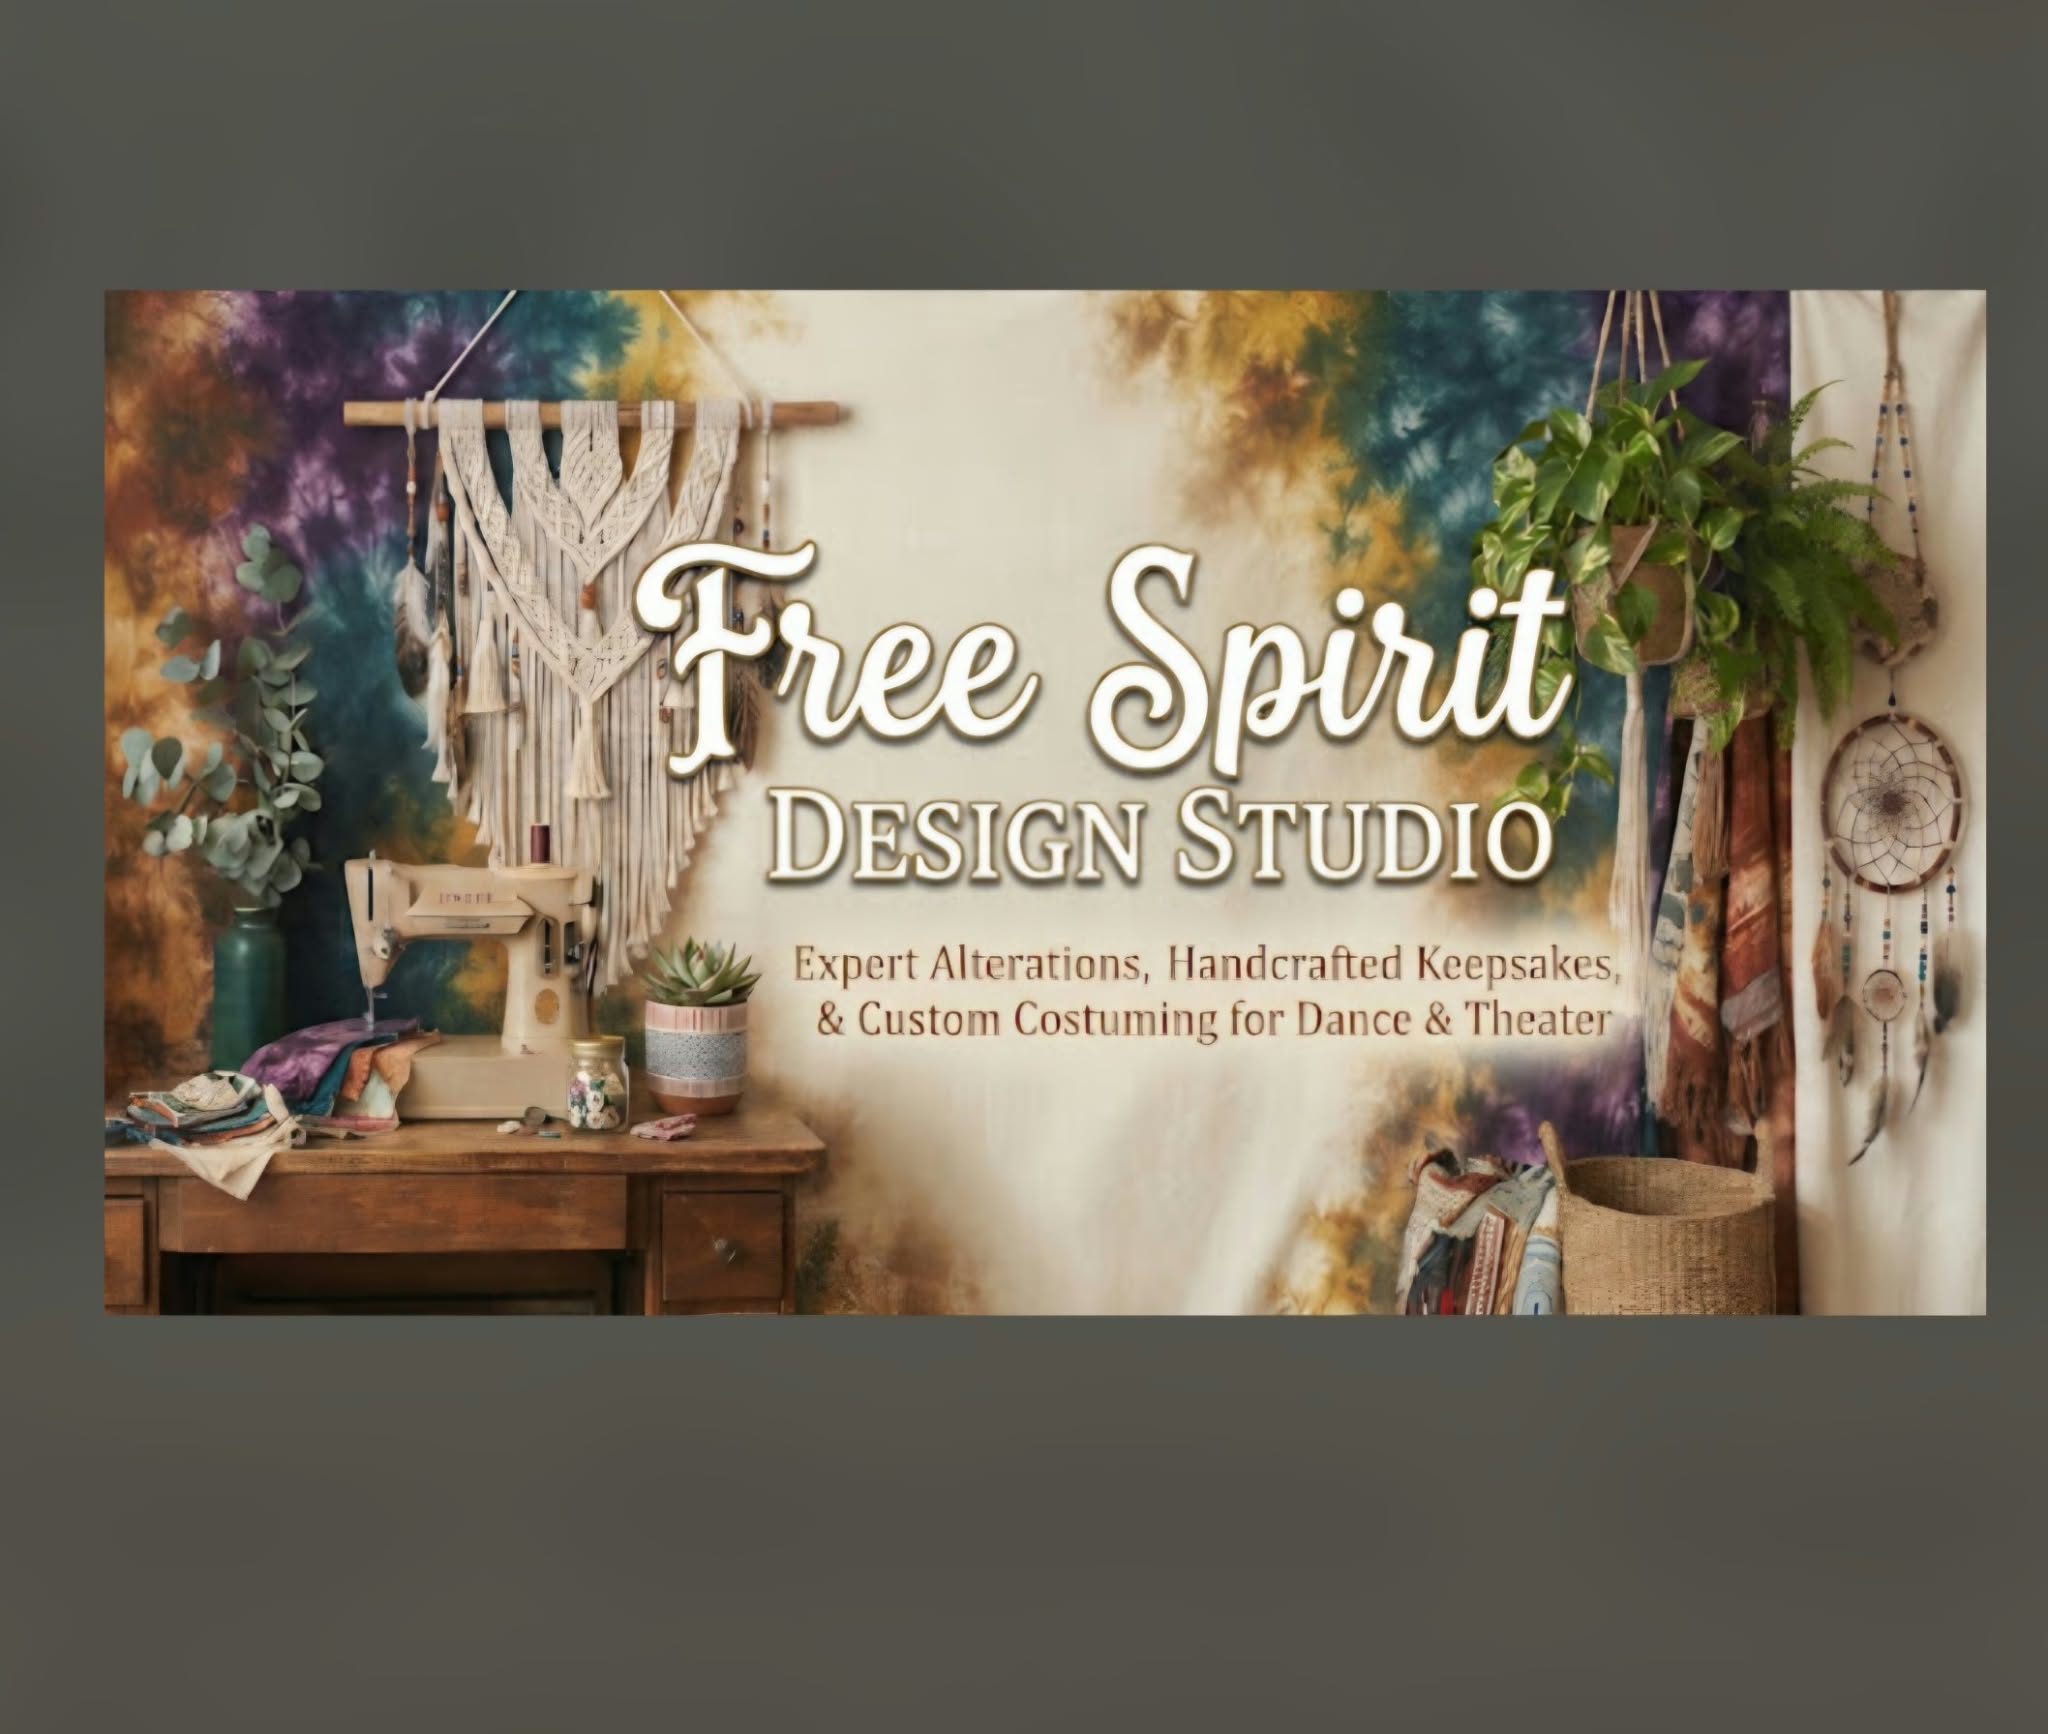 Free Spirit
DESIGN STUDIO
Expert Alterations, Handcrafted Keepsakes,
& Custom Costuming for Dance & Theater